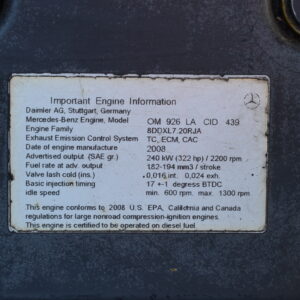 Important Engine Information
Daimler AG, Stuttgart, Germany
Mercedes-Benz Engine, Model OM 926 LA CID 439
Engine Family 8DDXL7.20RJA
Exhaust Emission Control System TC, ECM, CAC
Date of engine manufacture 2008
Advertised output (SAE gr.) 240 kW (322 hp) / 2200 rpm
Fuel rate at adv. output 182-194 mm3 / stroke
Valve lash cold (ins.) 0,016 int. 0,024 exh.
Basic injection timing 17 +-1 degress BTDC
idle speed min. 600 rpm. max 1300 rpm
This engine conforms to 2008 U.S. EPA, California and Canada
regulations for large nonroad compression-ignition engines.
This engine is certified to be operated on diesel fuel